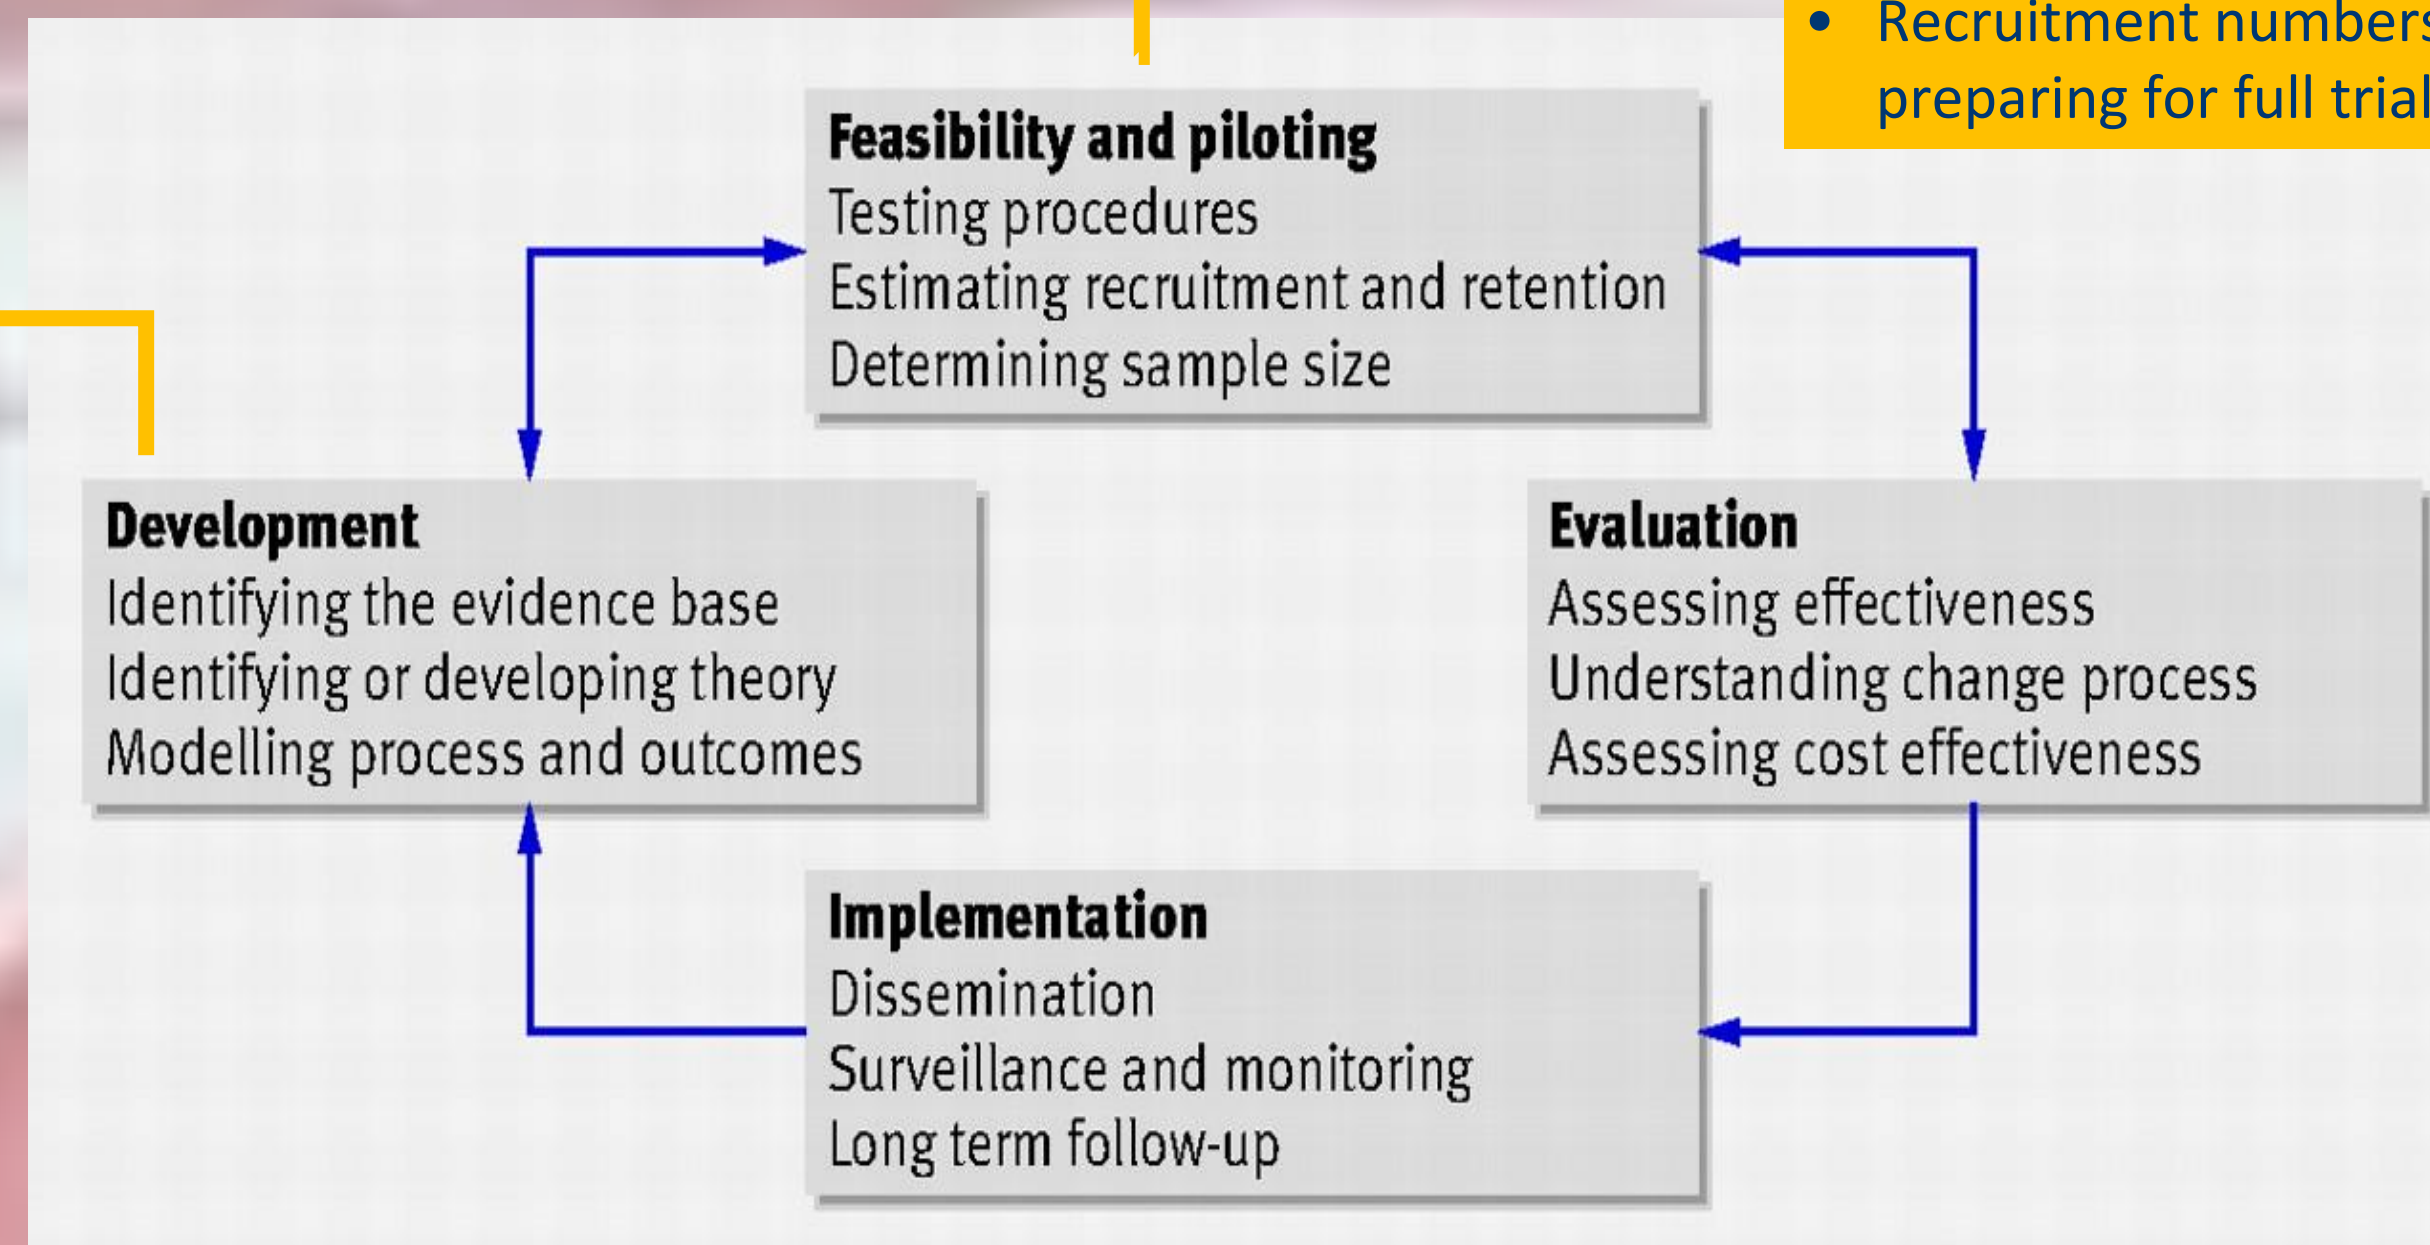 • Recruitment numbers
preparing for full trial
Feasibility and piloting
Testing procedures
Estimating recruitment and retention
Determining sample size
Development
Identifying the evidence base
Identifying or developing theory
Modelling process and outcomes
Evaluation
Assessing effectiveness
Understanding change process
Assessing cost effectiveness
Implementation
Dissemination
Surveillance and monitoring
Long term follow-up